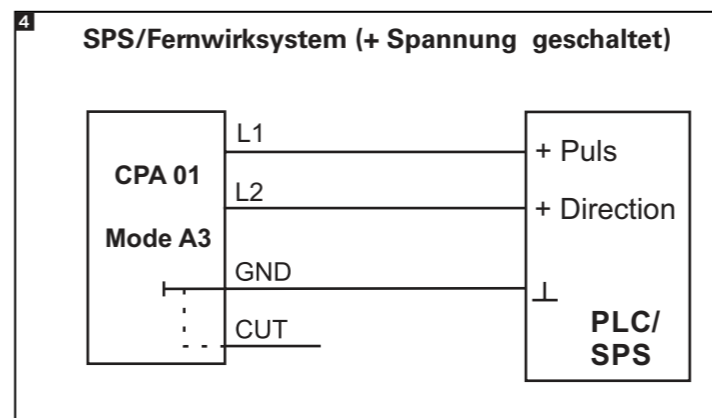 4
SPS/Fernwirksystem (+ Spannung geschaltet)
CPA 01
Mode A3
L1
L2
GND
CUT
+ Puls
+ Direction
⊥
PLC/
SPS